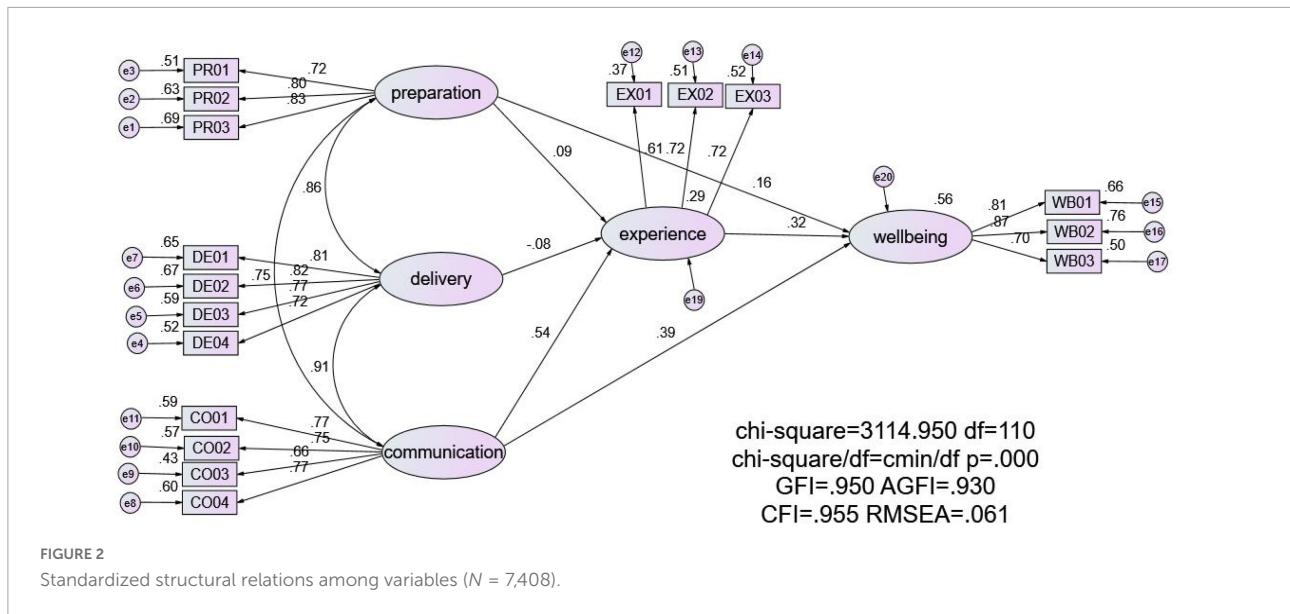 e12 e13 e14
.37 .51 .52
EX01 EX02 EX03
.51 .72
e3 PR01
.63 .80
e2 PR02
.83
.69
e1 PR03
preparation
.09
.61 .72 .72
.16
.86
.29
experience
.32
e19
e20
.56
wellbeing
.81 .66
WB01 e15
.87 .76
WB02 e16
.70 .50
WB03 e17
.65 .81
e7 DE01
.67 .75 .82
e6 DE02
.77
.59
e5 DE03
.72
.52
e4 DE04
delivery
-.08
.54
.39
.91
.59 .77
e11 CO01
.57 .75
e10 CO02
.66
.43
e9 CO03
.77
.60
e8 CO04
communication
chi-square=3114.950 df=110
chi-square/df=cmin/df p=.000
GFI=.950 AGFI=.930
CFI=.955 RMSEA=.061
FIGURE 2
Standardized structural relations among variables (N = 7,408).